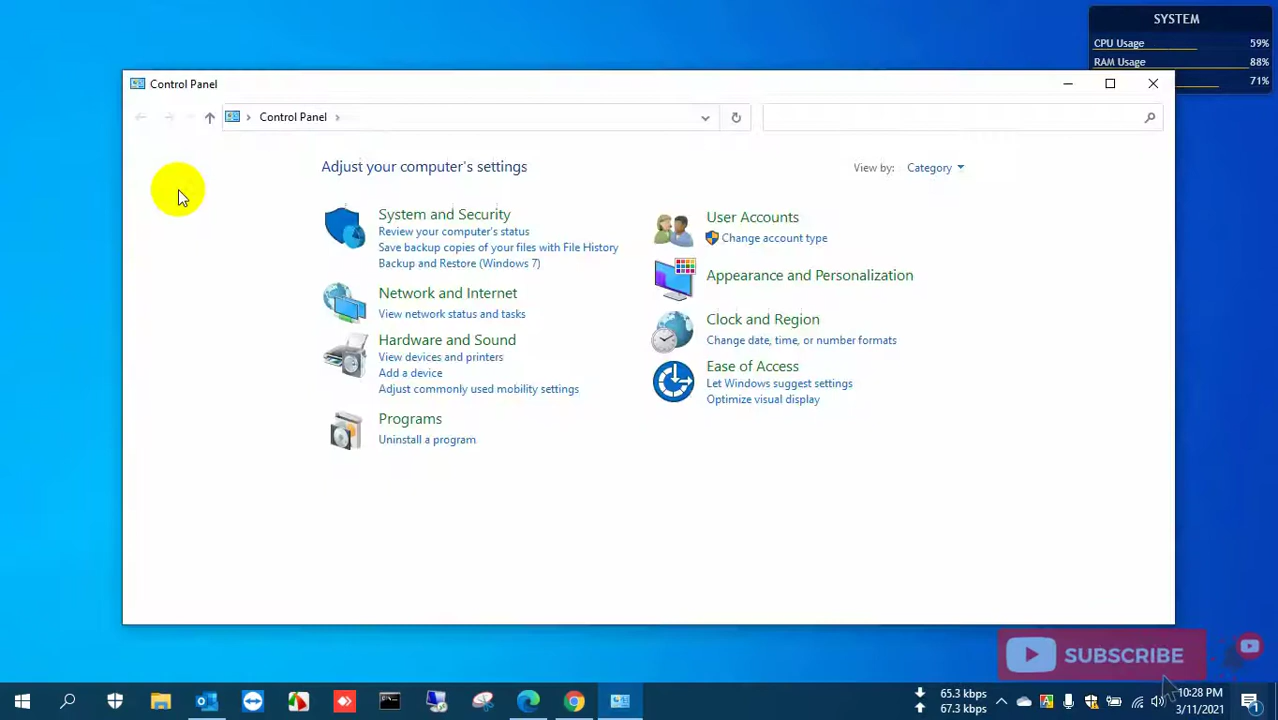 SYSTEM
CPU Usage 59%
RAM Usage 88%
71%
Control Panel
Control Panel
Adjust your computer's settings
View by: Category
System and Security
Review your computer's status
Save backup copies of your files with File History
Backup and Restore (Windows 7)
Network and Internet
View network status and tasks
Hardware and Sound
View devices and printers
Add a device
Adjust commonly used mobility settings
Programs
Uninstall a program
User Accounts
Change account type
Appearance and Personalization
Clock and Region
Change date, time, or number formats
Ease of Access
Let Windows suggest settings
Optimize visual display
SUBSCRIBE
65.3 kbps
67.3 kbps
10:28 PM
3/11/2021